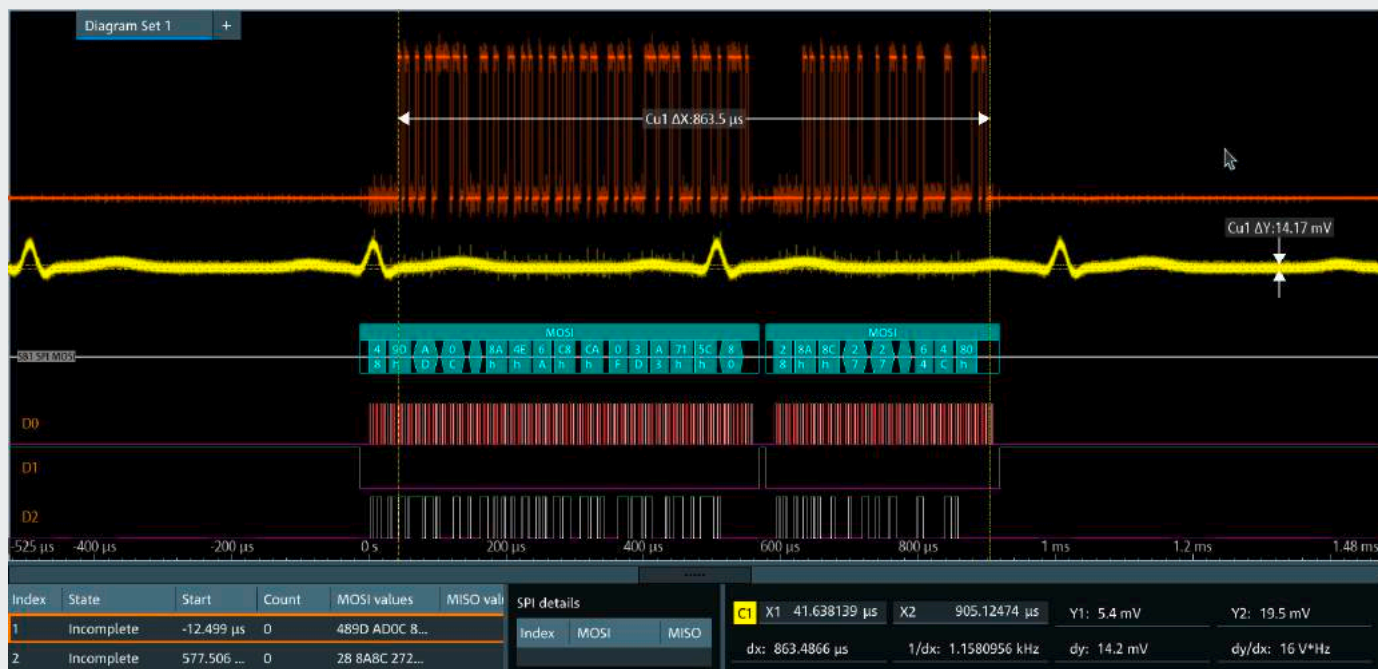 Diagram Set 1 +
Cu1 ΔX:863.5 µs
Cu1 ΔY:14.17 mV
MOSI MOSI
SB1 SPI MOSI
4 9D A 0 8A 4E 6 C8 CA 0 3 A 71 5C 8 2 8A 8C 2 2 6 4 80
8 h D C h h A h h F D 3 h h 0 8 h h 7 7 4 C h
D0
D1
D2
-525 µs -400 µs -200 µs 0 s 200 µs 400 µs 600 µs 800 µs 1 ms 1.2 ms 1.48 ms
Index State Start Count MOSI values MISO val
1 Incomplete -12.499 µs 0 489D AD0C 8...
2 Incomplete 577.506 ... 0 28 8A8C 272...
SPI details
Index MOSI MISO
C1 X1 41.638139 µs X2 905.12474 µs Y1: 5.4 mV Y2: 19.5 mV
dx: 863.4866 µs 1/dx: 1.1580956 kHz dy: 14.2 mV dy/dx: 16 V*Hz